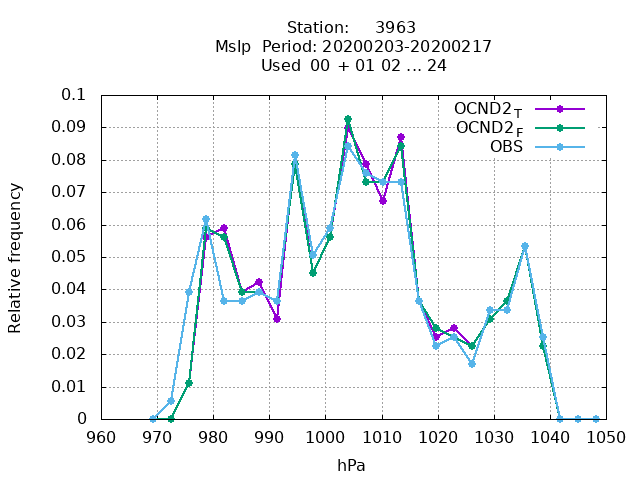 Station: 3963
Mslp Period: 20200203-20200217
Used 00 + 01 02 ... 24
OCND2T
OCND2F
OBS
0.1
0.09
0.08
0.07
0.06
0.05
0.04
0.03
0.02
0.01
0
Relative frequency
960 970 980 990 1000 1010 1020 1030 1040 1050
hPa